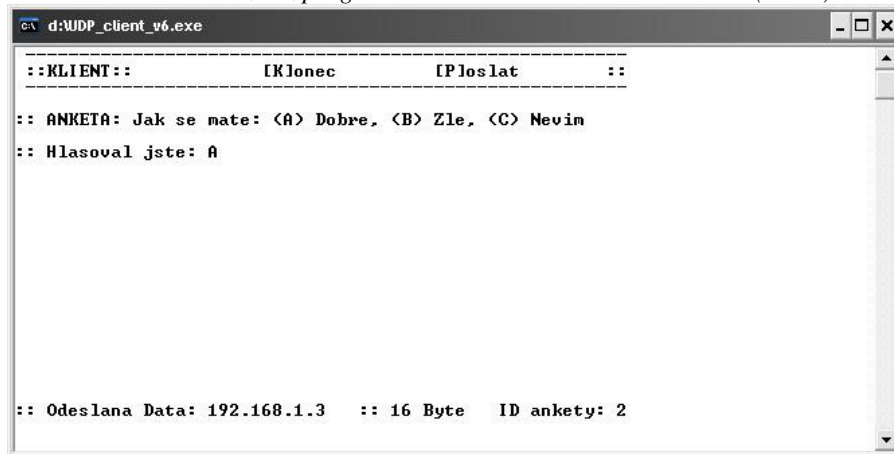 d:\UDP_client_v6.exe
::KLIENT:: [K]onec [P]oslat ::
:: ANKETA: Jak se mate: (A) Dobre, (B) Zle, (C) Nevim
:: Hlasoval jste: A
:: Odeslana Data: 192.168.1.3 :: 16 Byte ID ankety: 2